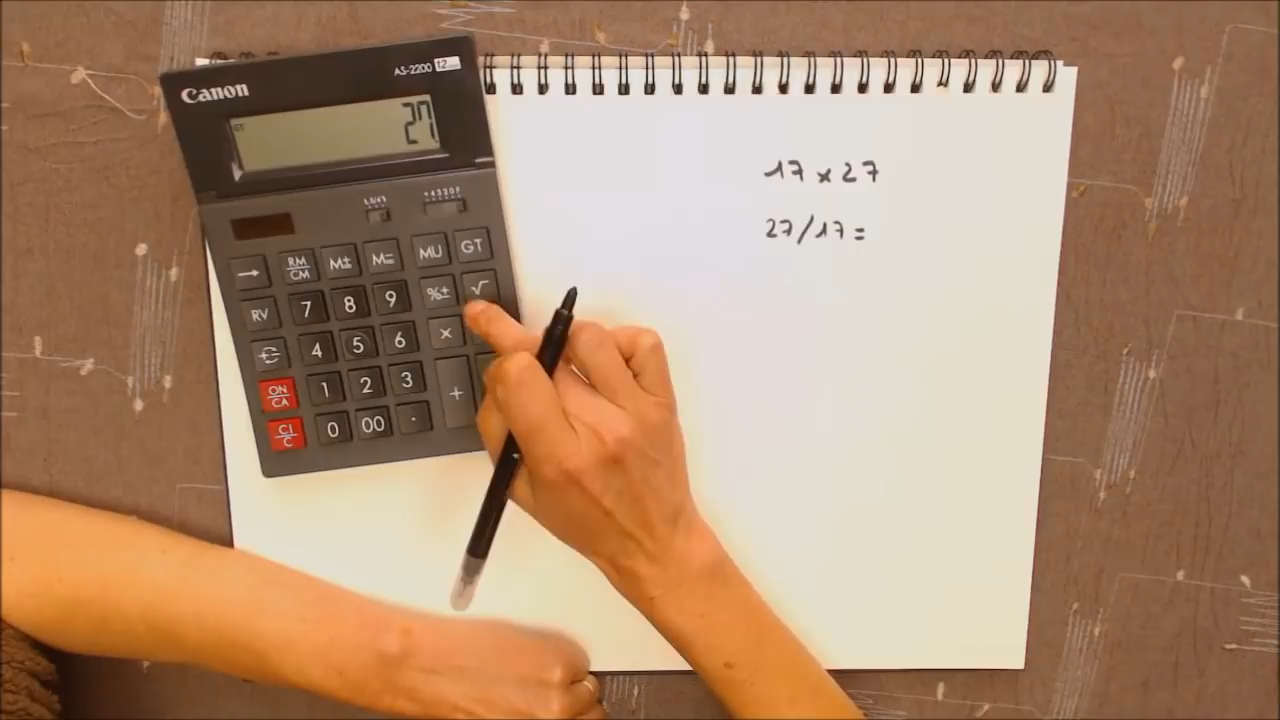 Canon
AS-2200 12
GT
27
17 x 27
27/17 =
→ RM/CM M± M= MU GT
RV 7 8 9 %± √
4 5 6 ×
ON/CA 1 2 3 +
CI/C 0 00 .